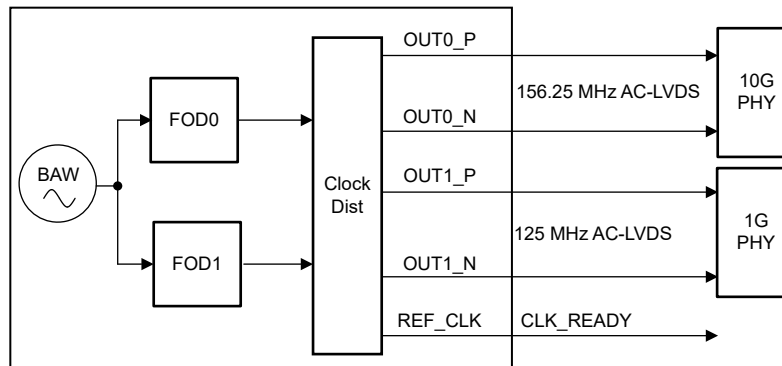 OUT0_P
156.25 MHz AC-LVDS
10G
PHY
FOD0
OUT0_N
BAW
Clock
Dist
OUT1_P
125 MHz AC-LVDS
1G
PHY
FOD1
OUT1_N
REF_CLK
CLK_READY